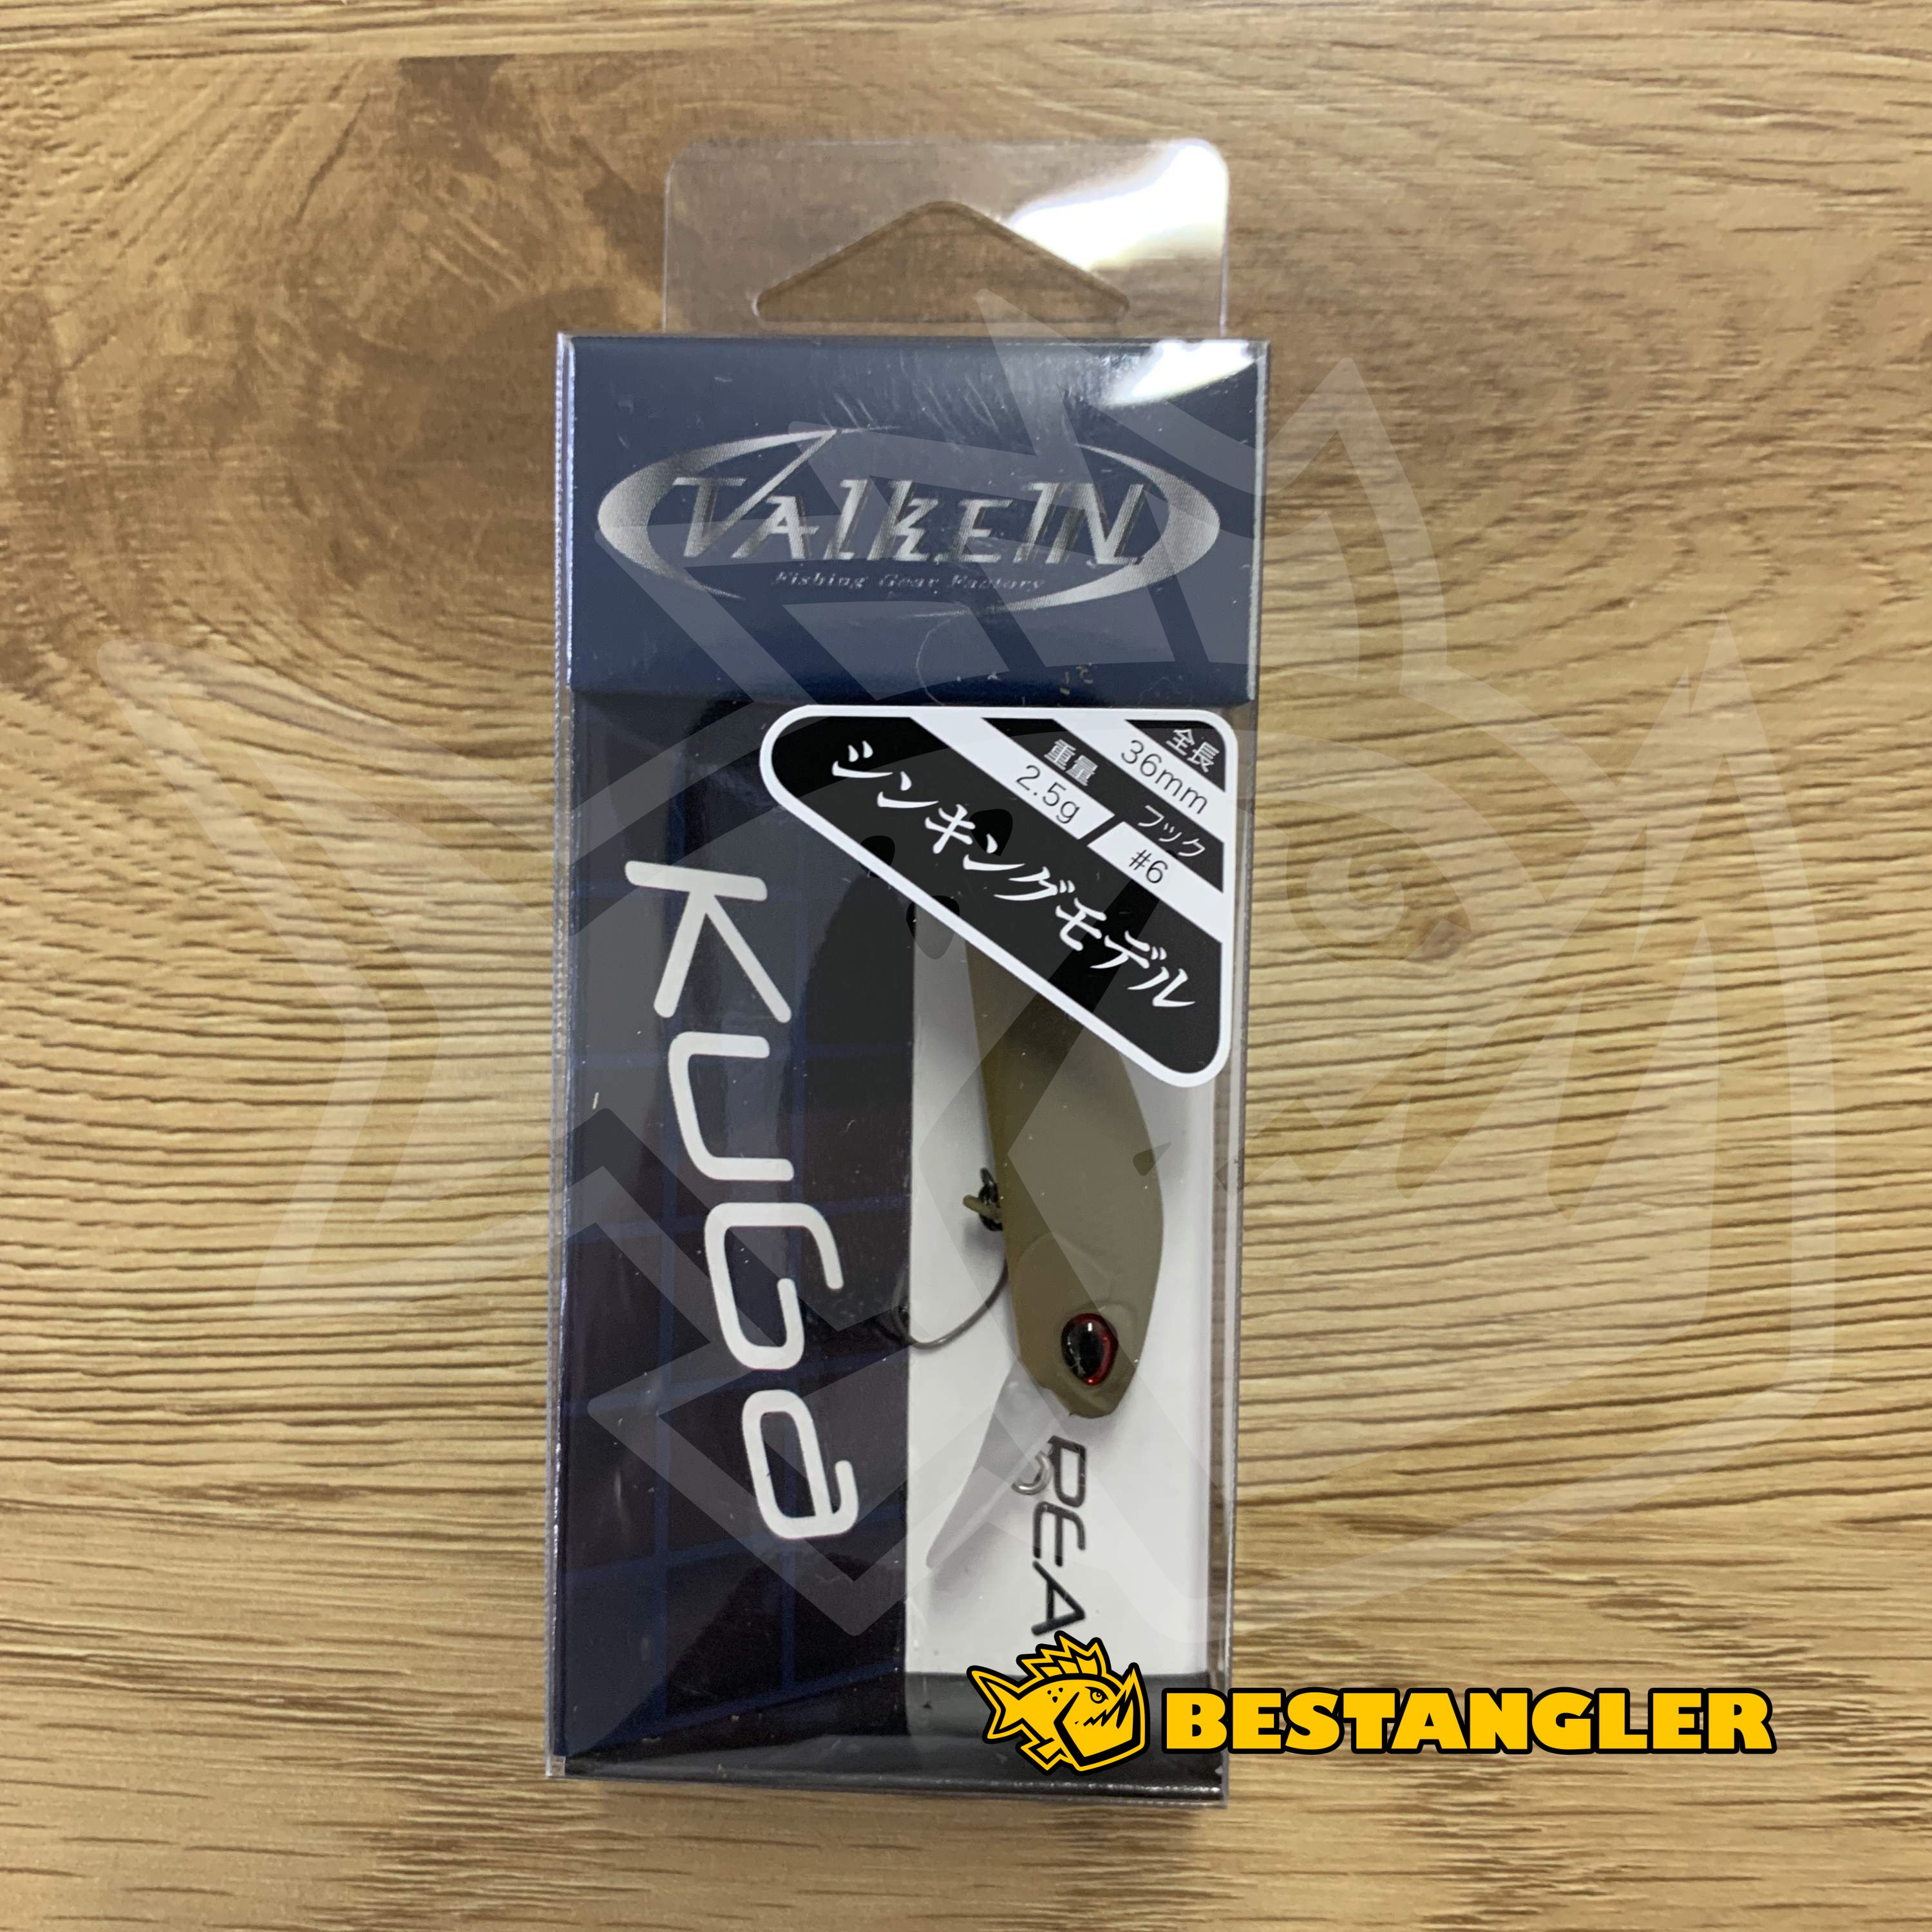 ValkeIN
Fishing Gear Factory
全長
36mm
重量
2.5g
フック
#6
シンキングモデル
KuGa
REA
BESTANGLER